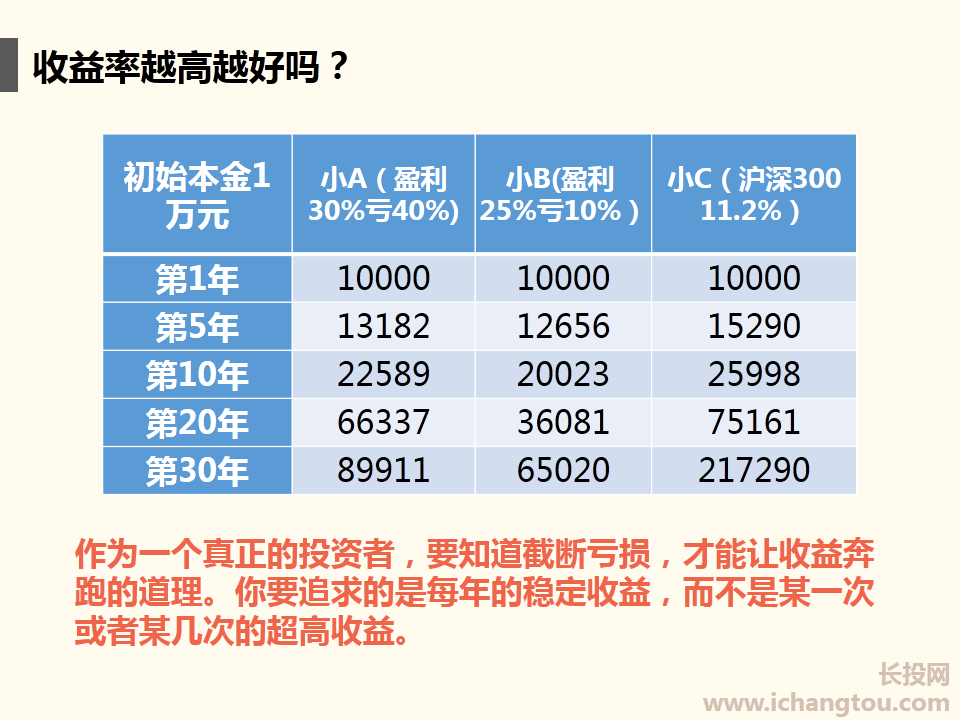 收益率越高越好吗？
初始本金1
万元
小A（盈利
30%亏40%)
小B(盈利
25%亏10%）
小C（沪深300
11.2%）
第1年 10000 10000 10000
第5年 13182 12656 15290
第10年 22589 20023 25998
第20年 66337 36081 75161
第30年 89911 65020 217290
作为一个真正的投资者，要知道截断亏损，才能让收益奔
跑的道理。你要追求的是每年的稳定收益，而不是某一次
或者某几次的超高收益。
长投网
www.ichangtou.com